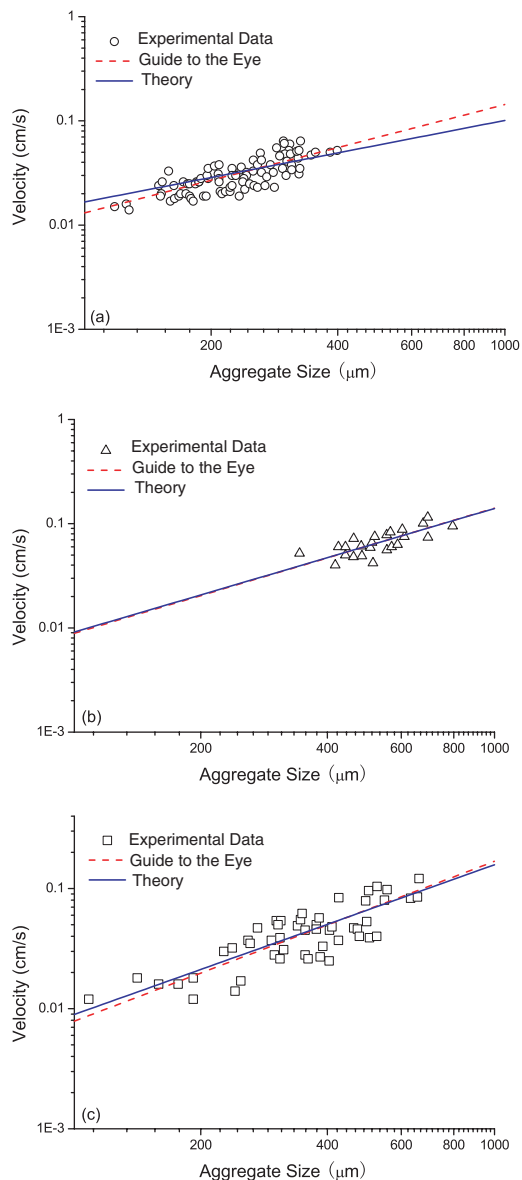 1
Experimental Data
Guide to the Eye
Theory
0.1
Velocity (cm/s)
0.01
(a)
1E-3
200 400 600 800 1000
Aggregate Size (μm)
1
Experimental Data
Guide to the Eye
Theory
0.1
Velocity (cm/s)
0.01
(b)
1E-3
200 400 600 800 1000
Aggregate Size (μm)
Experimental Data
Guide to the Eye
Theory
0.1
Velocity (cm/s)
0.01
(c)
1E-3
200 400 600 800 1000
Aggregate Size (μm)